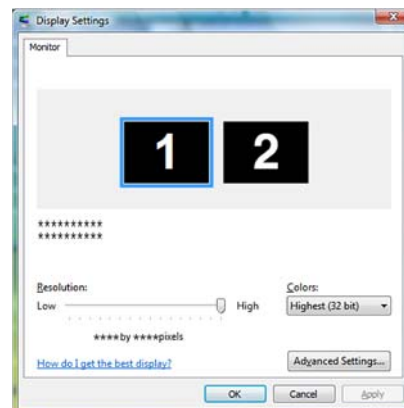 Display Settings
Monitor
1 2
**********
**********
Resolution:
Low High
****by ****pixels
Colors:
Highest (32 bit)
How do I get the best display?
Advanced Settings...
OK Cancel Apply